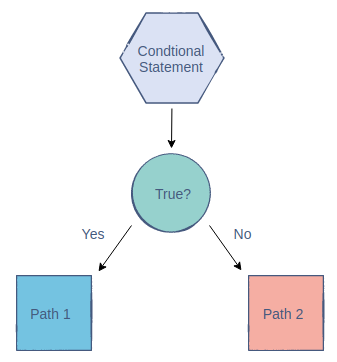 Condtional
Statement
True?
Yes
No
Path 1
Path 2